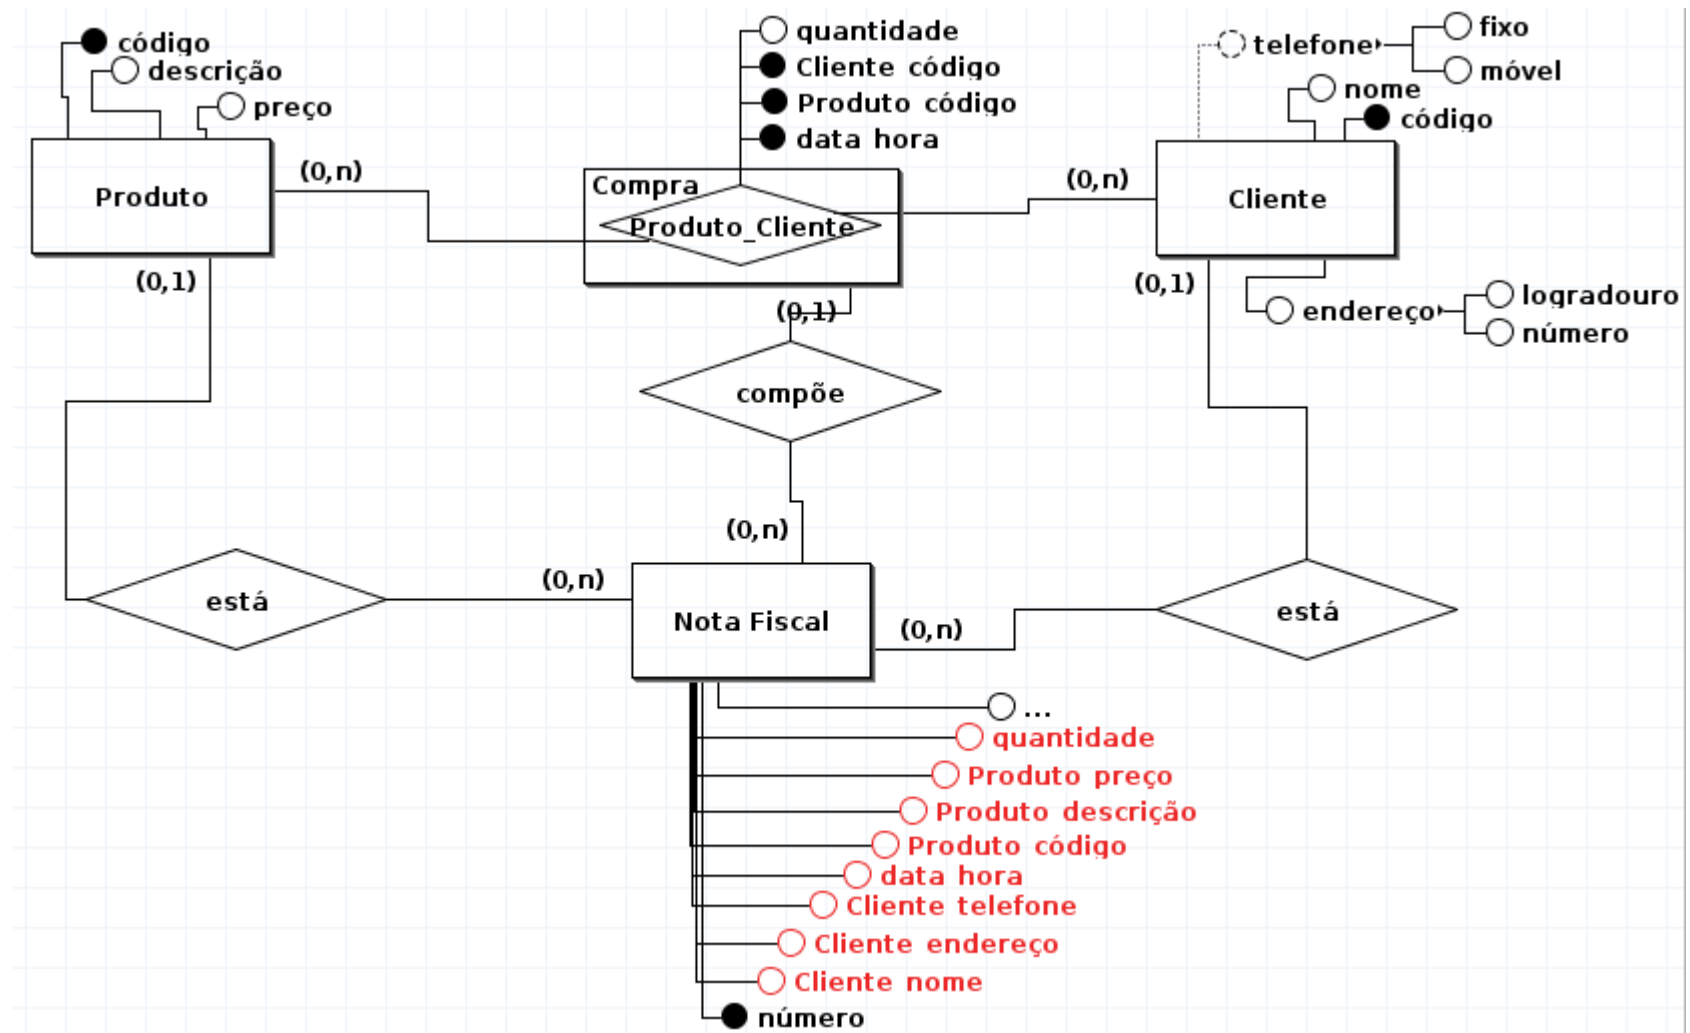 código
descrição
preço
Produto
(0,n)
(0,1)
quantidade
Cliente código
Produto código
data hora
Compra
Produto_Cliente
(0,1)
compõe
(0,n)
telefone
fixo
móvel
nome
código
(0,n)
Cliente
(0,1)
endereço
logradouro
número
está
(0,n)
Nota Fiscal
(0,n)
está
...
quantidade
Produto preço
Produto descrição
Produto código
data hora
Cliente telefone
Cliente endereço
Cliente nome
número